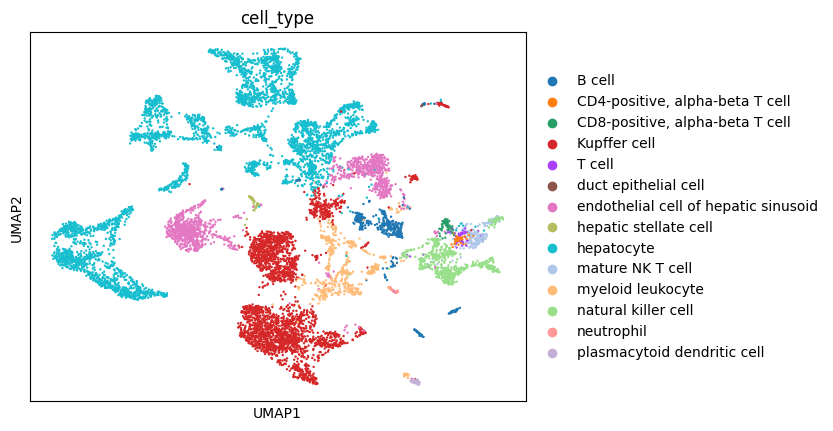 cell_type
UMAP2
UMAP1
B cell
CD4-positive, alpha-beta T cell
CD8-positive, alpha-beta T cell
Kupffer cell
T cell
duct epithelial cell
endothelial cell of hepatic sinusoid
hepatic stellate cell
hepatocyte
mature NK T cell
myeloid leukocyte
natural killer cell
neutrophil
plasmacytoid dendritic cell